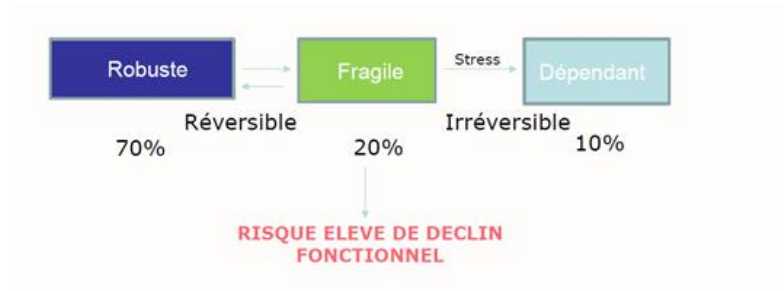 Robuste
Fragile
Stress
Dépendant
Réversible
Irréversible
70%
20%
10%
RISQUE ELEVE DE DECLIN
FONCTIONNEL